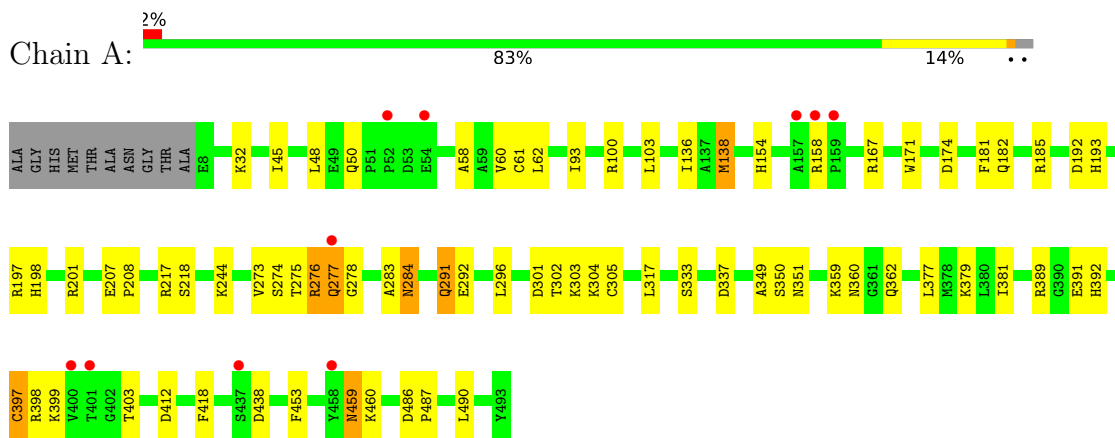 2%
Chain A:
83% 14% • •
ALA GLY HIS MET THR ALA ASN GLY THR ALA E8 K32 I45 L48 E49 Q50 P51 P52 D53 E54 A58 A59 V60 C61 L62 I93 R100 L103 I136 A137 M138 H154 A157 R158 P159 R167 W171 D174 F181 Q182 R185 D192 H193
R197 H198 R201 E207 P208 R217 S218 K244 V273 S274 T275 R276 Q277 G278 A283 N284 Q291 E292 L296 D301 T302 K303 K304 C305 L317 S333 D337 A349 S350 N351 K359 N360 G361 Q362 L377 M378 K379 L380 I381 R389 G390 E391 H392
C397 R398 K399 V400 T401 G402 T403 D412 F418 S437 D438 F453 Y458 N459 K460 D486 P487 L490 Y493